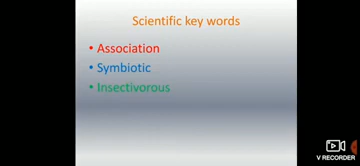 Scientific key words
• Association
• Symbiotic
• Insectivorous
V RECORDER